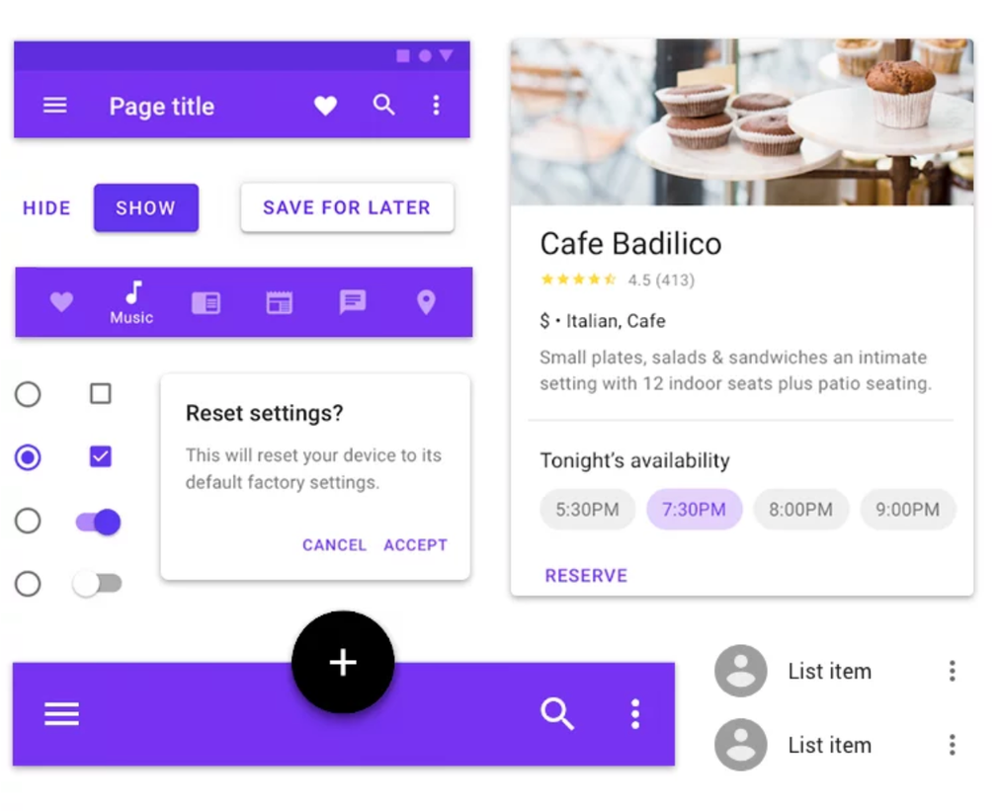 Page title
HIDE
SHOW
SAVE FOR LATER
Music
Reset settings?
This will reset your device to its
default factory settings.
CANCEL ACCEPT
Cafe Badilico
4.5 (413)
$ • Italian, Cafe
Small plates, salads & sandwiches an intimate
setting with 12 indoor seats plus patio seating.
Tonight’s availability
5:30PM 7:30PM 8:00PM 9:00PM
RESERVE
List item
List item